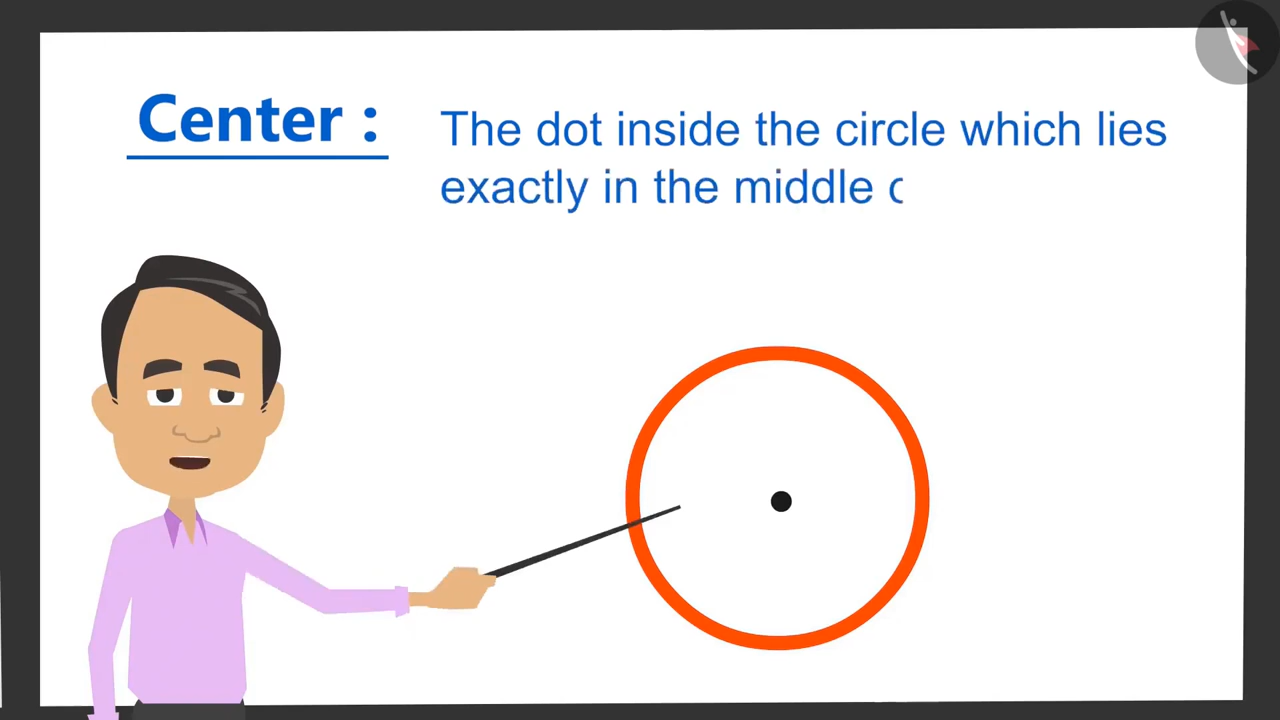 Center :
The dot inside the circle which lies
exactly in the middle